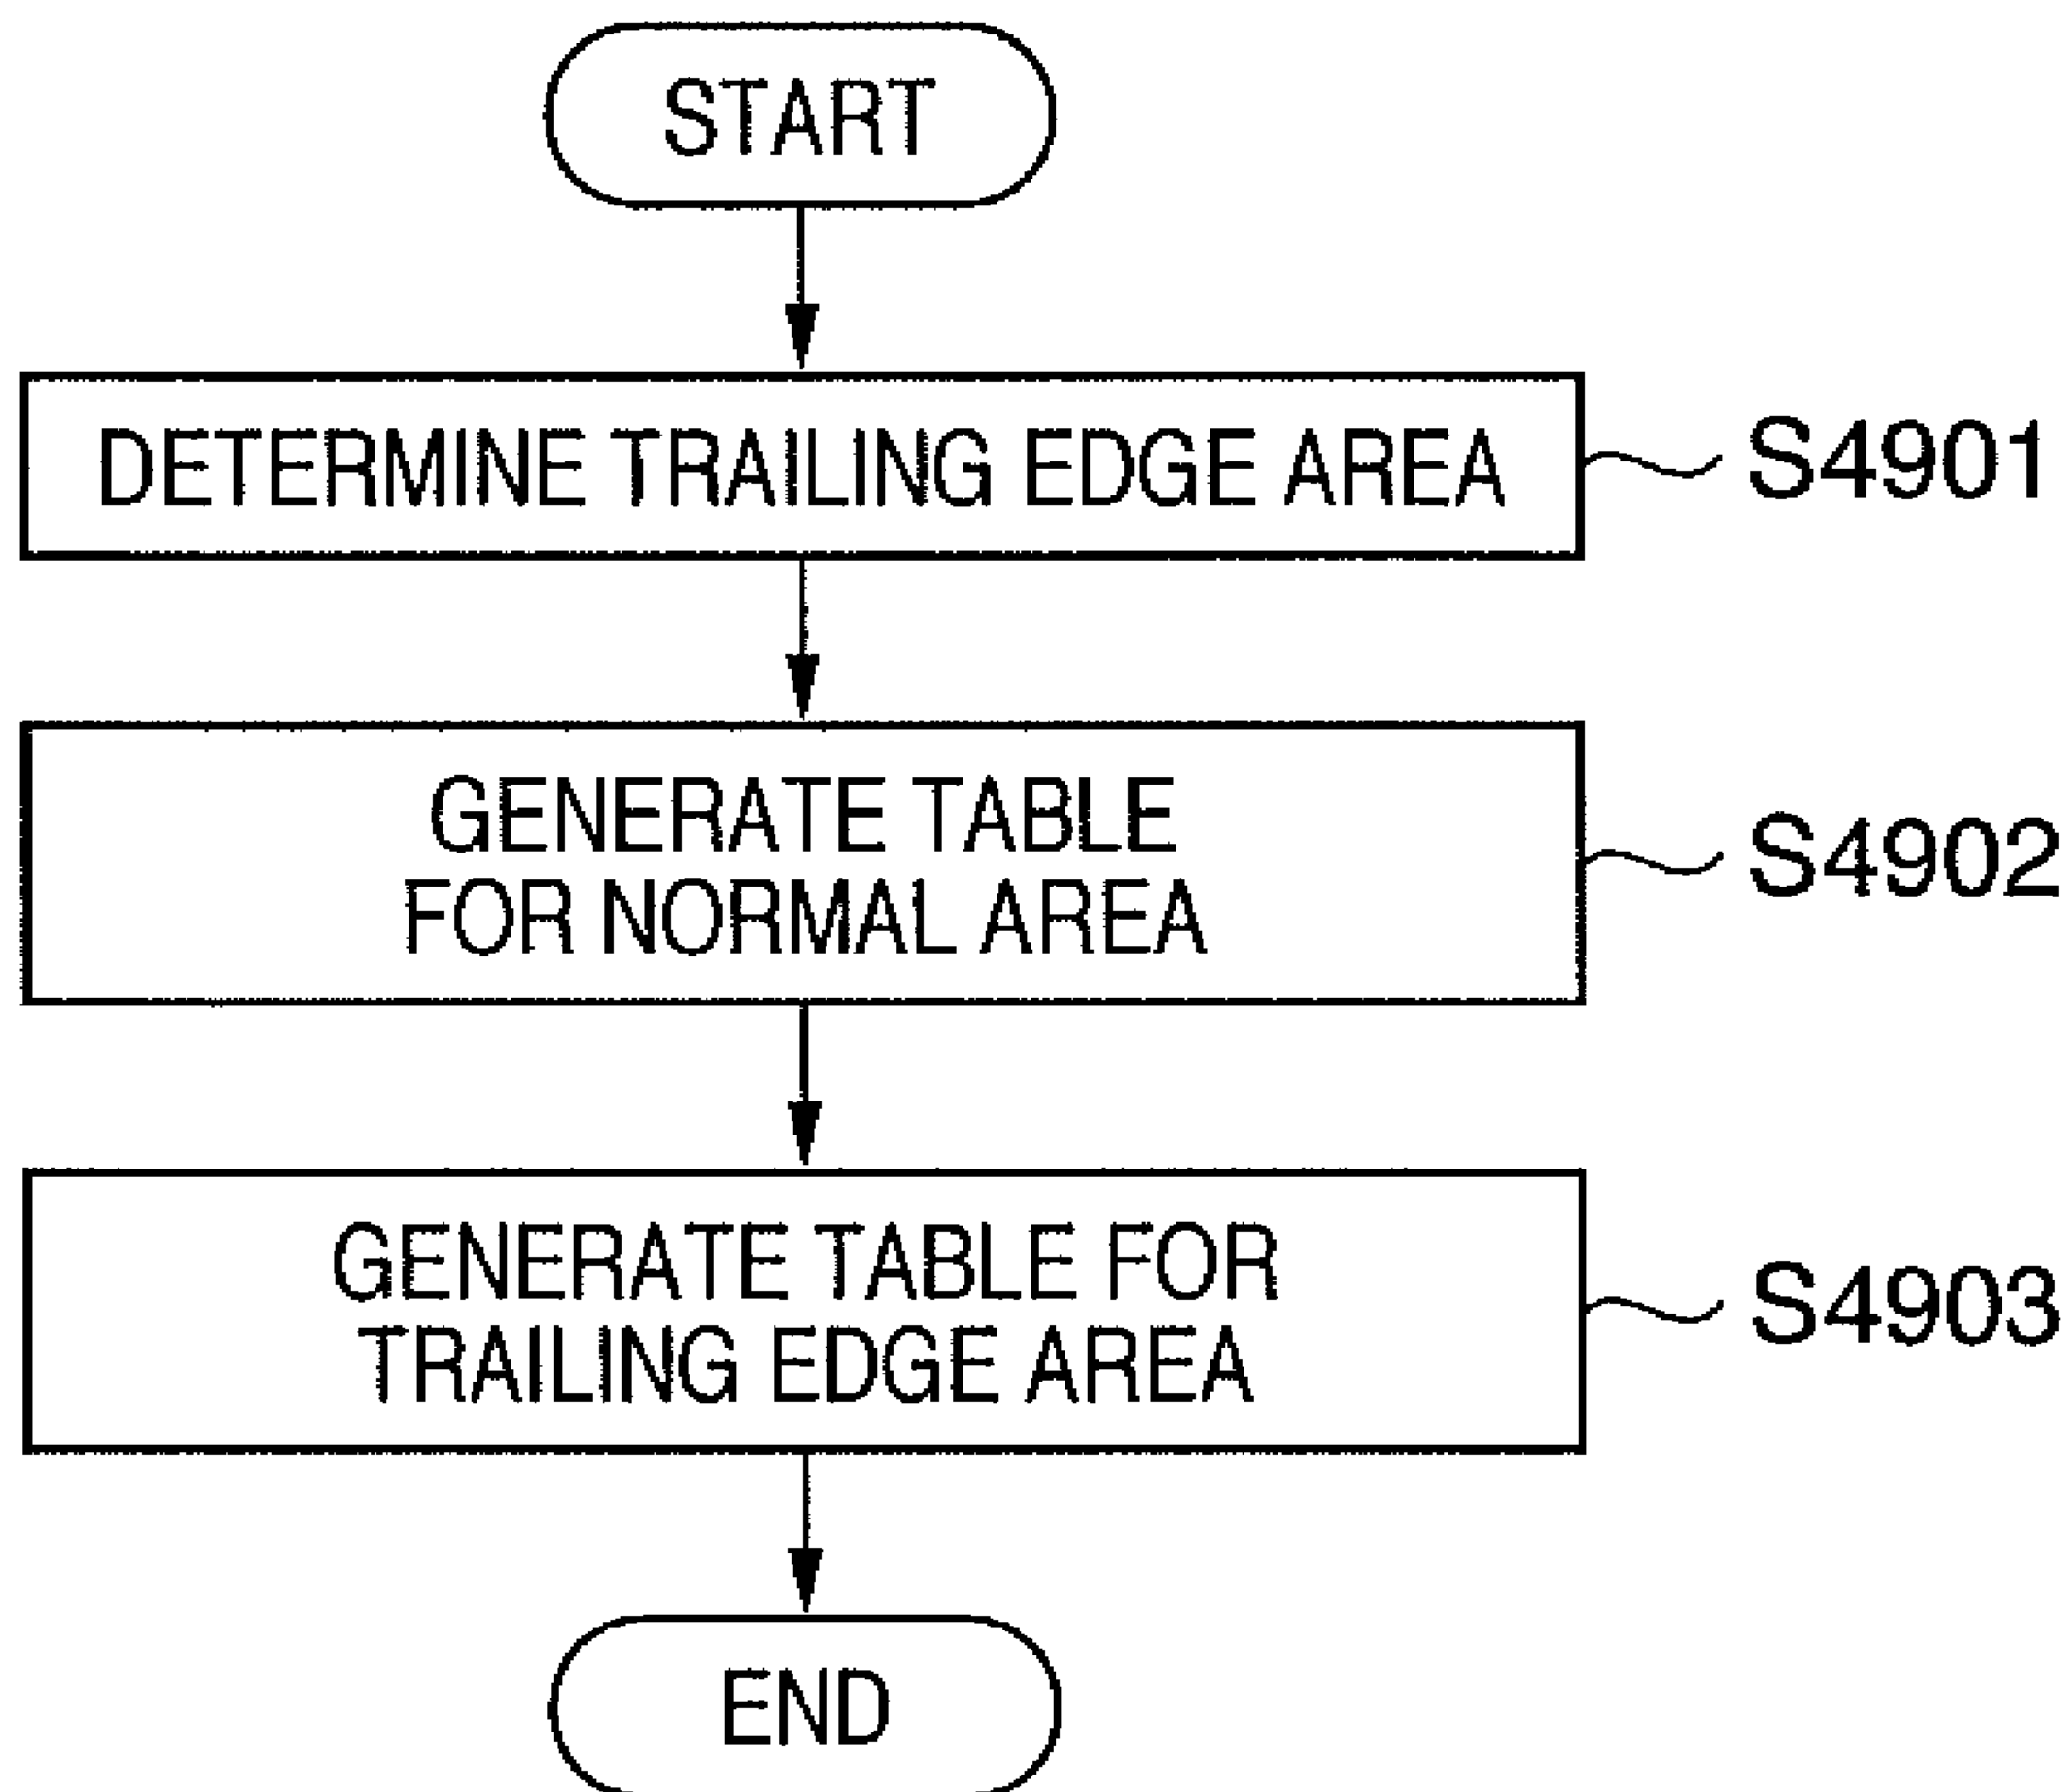 START
DETERMINE TRAILING EDGE AREA
S4901
GENERATE TABLE
FOR NORMAL AREA
S4902
GENERATE TABLE FOR
TRAILING EDGE AREA
S4903
END